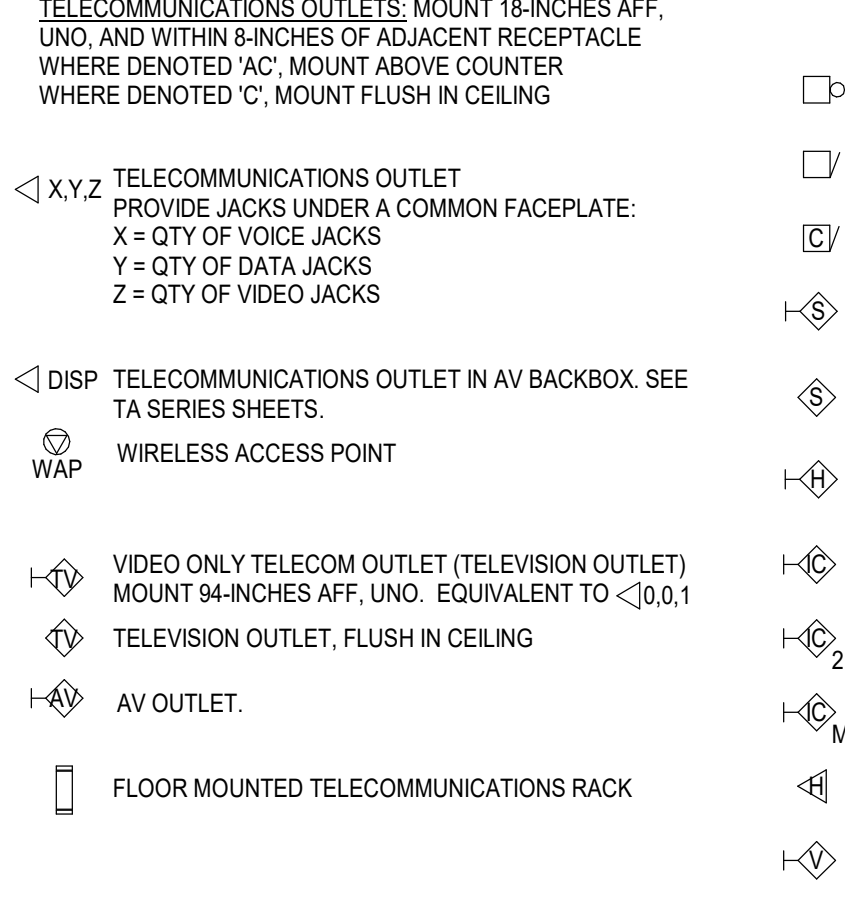 TELECOMMUNICATIONS OUTLETS: MOUNT 18-INCHES AFF,
UNO, AND WITHIN 8-INCHES OF ADJACENT RECEPTACLE
WHERE DENOTED 'AC', MOUNT ABOVE COUNTER
WHERE DENOTED 'C', MOUNT FLUSH IN CEILING
X,Y,Z TELECOMMUNICATIONS OUTLET
PROVIDE JACKS UNDER A COMMON FACEPLATE:
X = QTY OF VOICE JACKS
Y = QTY OF DATA JACKS
Z = QTY OF VIDEO JACKS
DISP TELECOMMUNICATIONS OUTLET IN AV BACKBOX. SEE
TA SERIES SHEETS.
WAP WIRELESS ACCESS POINT
TV VIDEO ONLY TELECOM OUTLET (TELEVISION OUTLET)
MOUNT 94-INCHES AFF, UNO. EQUIVALENT TO 0,0,1
TV TELEVISION OUTLET, FLUSH IN CEILING
AV AV OUTLET.
FLOOR MOUNTED TELECOMMUNICATIONS RACK
C
S
S
H
IC
IC
2
IC
M
H
V